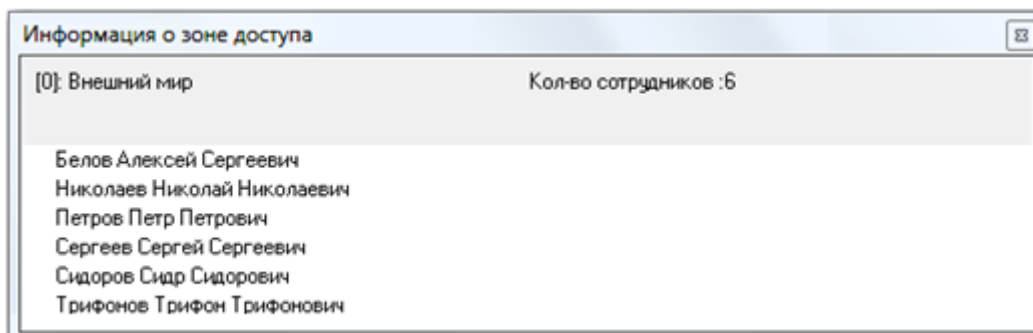 Информация о зоне доступа
[0]: Внешний мир Кол-во сотрудников :6
Белов Алексей Сергеевич
Николаев Николай Николаевич
Петров Петр Петрович
Сергеев Сергей Сергеевич
Сидоров Сидр Сидорович
Трифонов Трифон Трифонович